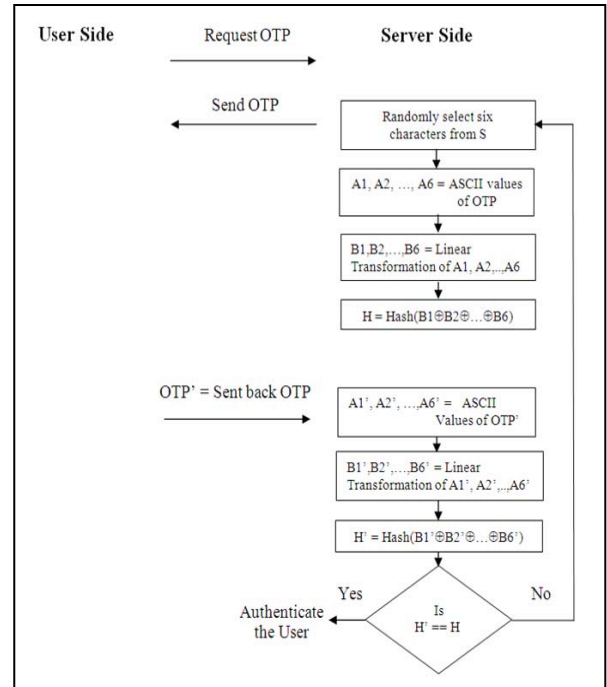 User Side
Request OTP
Server Side
Send OTP
Randomly select six
characters from S
A1, A2, ..., A6 = ASCII values
of OTP
B1,B2,...,B6 = Linear
Transformation of A1, A2,..,A6
H = Hash(B1⊕B2⊕...⊕B6)
OTP' = Sent back OTP
A1', A2', ...,A6' = ASCII
Values of OTP'
B1',B2',...,B6' = Linear
Transformation of A1', A2',..,A6'
H' = Hash(B1'⊕B2'⊕...⊕B6')
Yes
No
Is
H' == H
Authenticate
the User